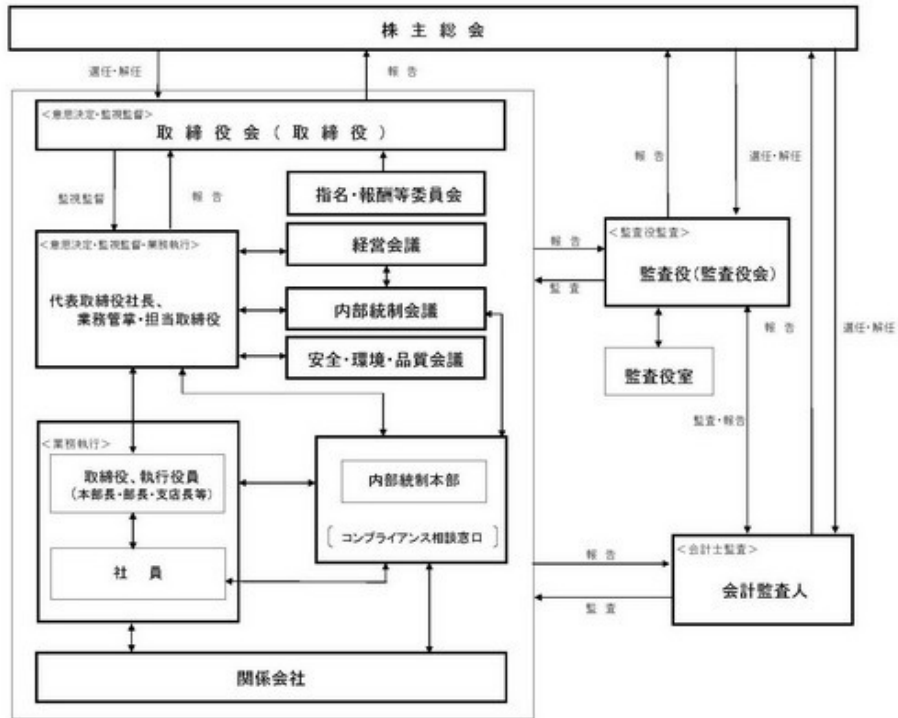 株主総会
選任・解任
報告
<意思決定・監視監督>
取締役会(取締役)
監視監督
報告
指名・報酬等委員会
報告
選任・解任
<意思決定・監視監督・業務執行>
代表取締役社長、
業務管掌・担当取締役
経営会議
内部統制会議
安全・環境・品質会議
報告
監査
<監査役監査>
監査役(監査役会)
監査役室
報告
選任・解任
監査・報告
<業務執行>
取締役、執行役員
(本部長・部長・支店長等)
社員
内部統制本部
〔コンプライアンス相談窓口〕
報告
監査
<会計士監査>
会計監査人
関係会社